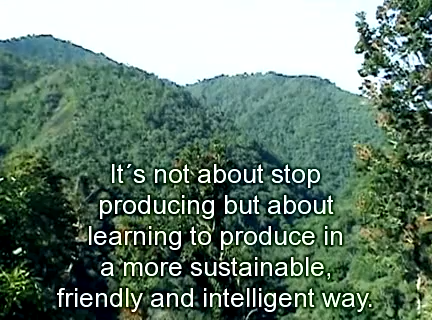 It´s not about stop
producing but about
learning to produce in
a more sustainable,
friendly and intelligent way.